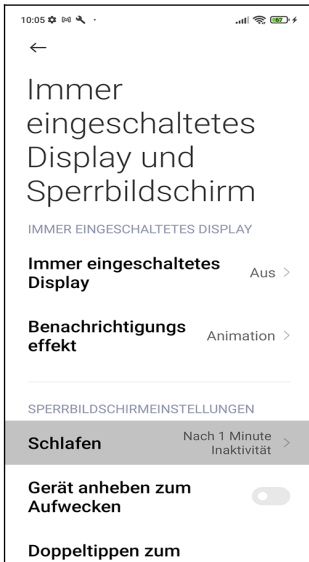 10:05
67
Immer
eingeschaltetes
Display und
Sperrbildschirm
IMMER EINGESCHALTETES DISPLAY
Immer eingeschaltetes
Display
Aus
Benachrichtigungs
effekt
Animation
SPERRBILDSCHIRMEINSTELLUNGEN
Schlafen
Nach 1 Minute
Inaktivität
Gerät anheben zum
Aufwecken
Doppeltippen zum